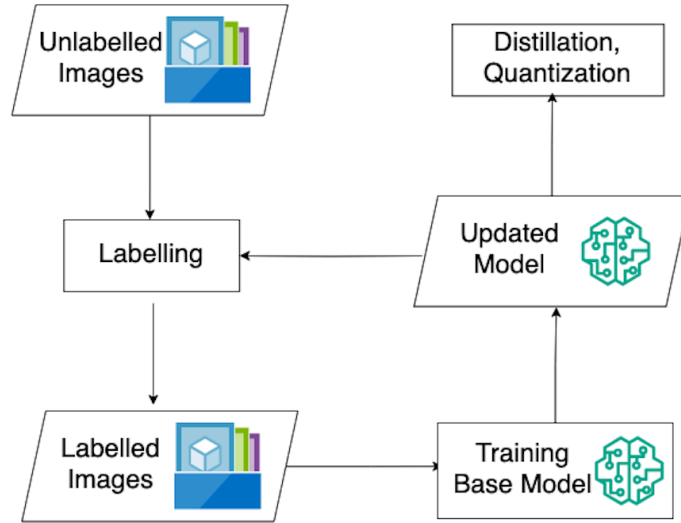 Unlabelled
Images
Distillation,
Quantization
Labelling
Updated
Model
Labelled
Images
Training
Base Model